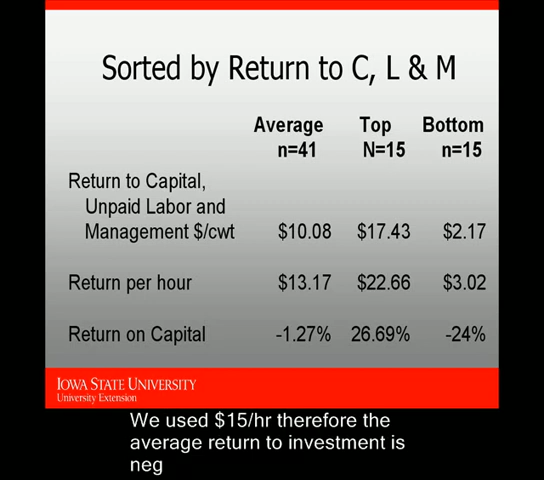 Sorted by Return to C, L & M
Average Top Bottom
n=41 N=15 n=15
Return to Capital,
Unpaid Labor and
Management $/cwt $10.08 $17.43 $2.17
Return per hour $13.17 $22.66 $3.02
Return on Capital -1.27% 26.69% -24%
IOWA STATE UNIVERSITY
University Extension
We used $15/hr therefore the
average return to investment is
neg